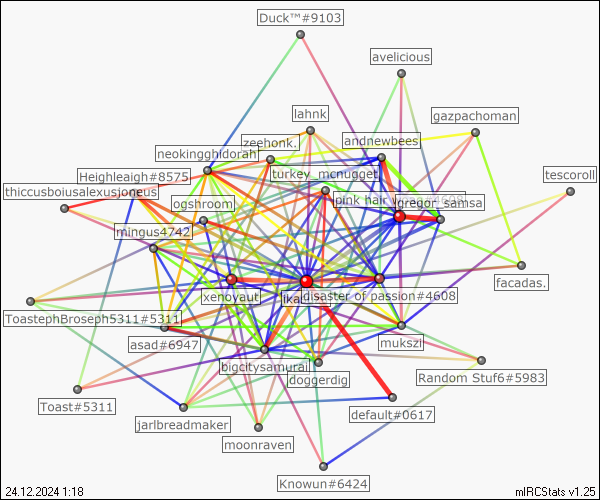 Duck™#9103
avelicious
lahnk
gazpachoman
zeehonk.
andnewbees
neokingghidorah
Heighleaigh#8575
turkey_mcnugget
tescoroll
thiccusboiusalexusjoneus
ogshroom
pink hair
gregor_samsa
mingus4742
facadas.
xenoyaut
disaster of passion#4608
ToastephBroseph5311#5311
asad#6947
mukszi
bigcitysamurai
doggerdig
Random Stuf6#5983
Toast#5311
default#0617
jarlbreadmaker
moonraven
Knowun#6424
24.12.2024 1:18
mIRCStats v1.25